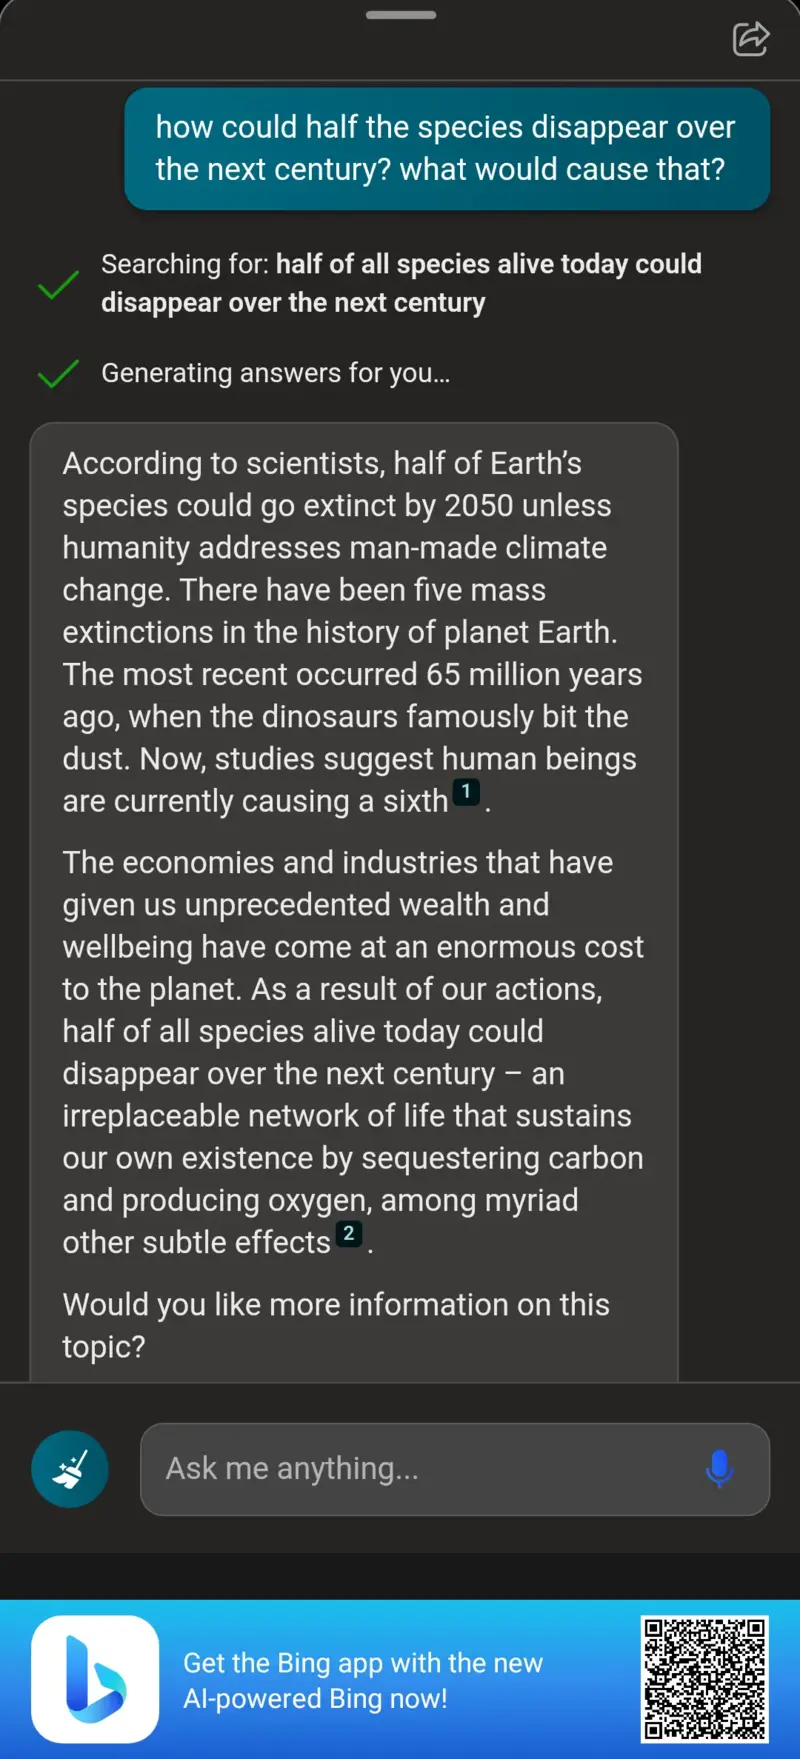 how could half the species disappear over
the next century? what would cause that?
Searching for: half of all species alive today could
disappear over the next century
Generating answers for you...
According to scientists, half of Earth’s
species could go extinct by 2050 unless
humanity addresses man-made climate
change. There have been five mass
extinctions in the history of planet Earth.
The most recent occurred 65 million years
ago, when the dinosaurs famously bit the
dust. Now, studies suggest human beings
are currently causing a sixth 1 .
The economies and industries that have
given us unprecedented wealth and
wellbeing have come at an enormous cost
to the planet. As a result of our actions,
half of all species alive today could
disappear over the next century – an
irreplaceable network of life that sustains
our own existence by sequestering carbon
and producing oxygen, among myriad
other subtle effects 2 .
Would you like more information on this
topic?
Ask me anything...
Get the Bing app with the new
AI-powered Bing now!